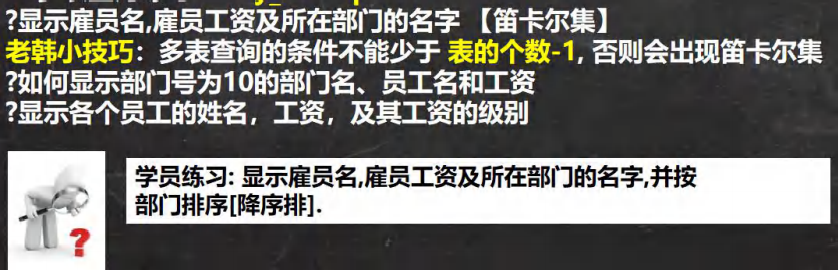 ?显示雇员名,雇员工资及所在部门的名字 【笛卡尔集】
老韩小技巧：多表查询的条件不能少于 表的个数-1, 否则会出现笛卡尔集
?如何显示部门号为10的部门名、员工名和工资
?显示各个员工的姓名，工资，及其工资的级别
学员练习: 显示雇员名,雇员工资及所在部门的名字,并按
部门排序[降序排].